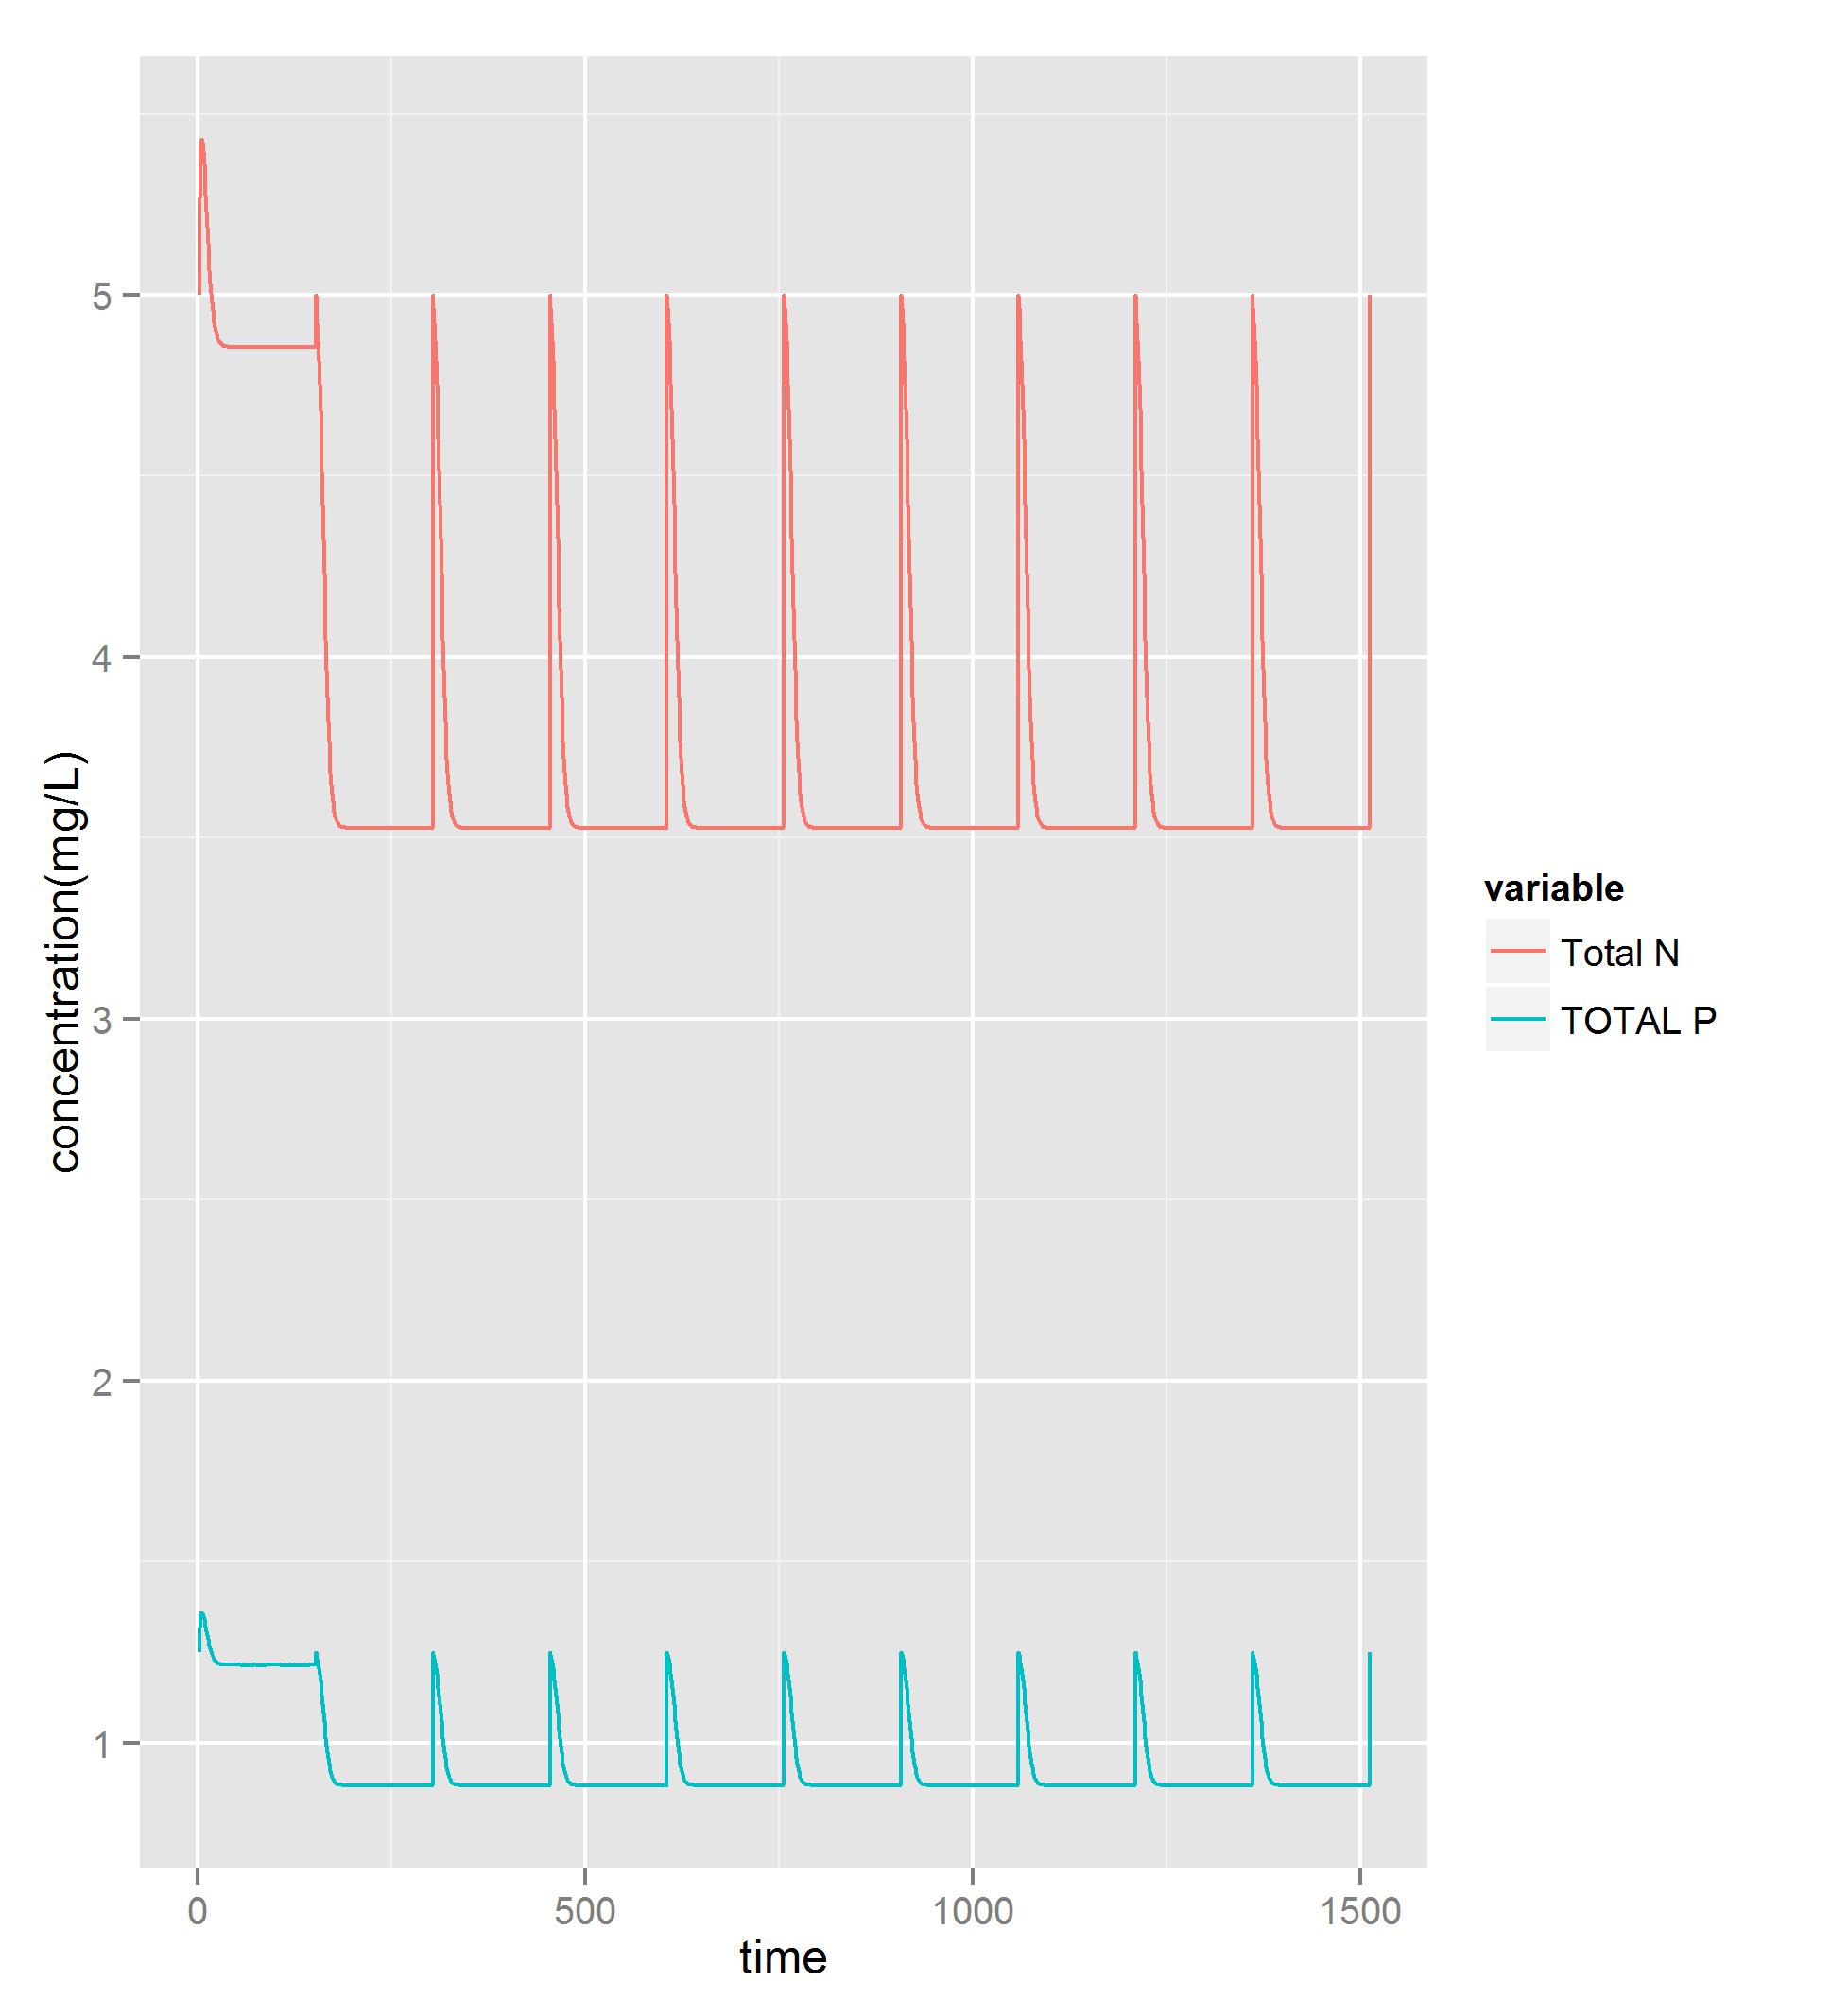 concentration(mg/L)
5
4
3
2
1
0
500
1000
1500
time
variable
Total N
TOTAL P